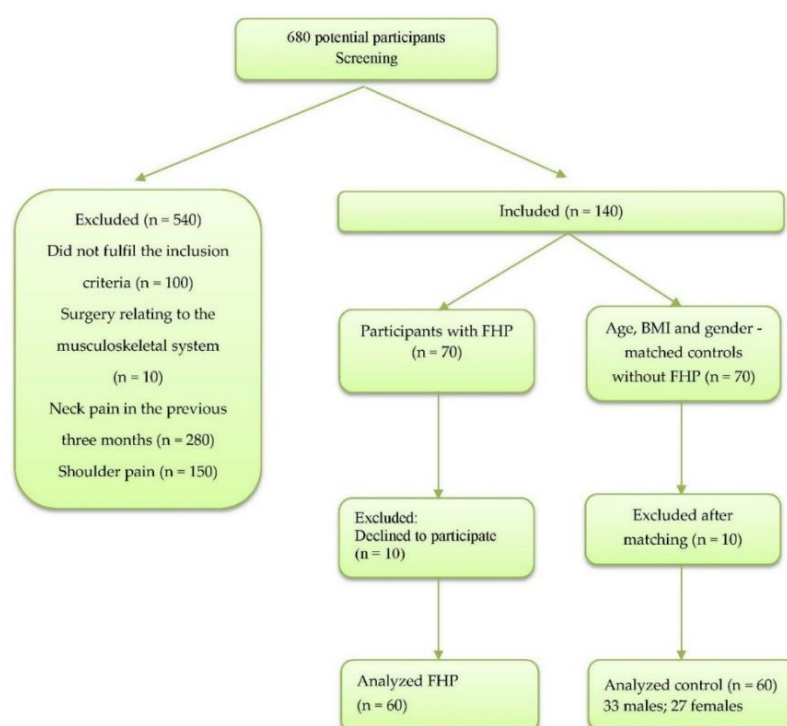 680 potential participants
Screening
Excluded (n = 540)
Did not fulfil the inclusion
criteria (n = 100)
Surgery relating to the
musculoskeletal system
(n = 10)
Neck pain in the previous
three months (n = 280)
Shoulder pain (n = 150)
Included (n = 140)
Participants with FHP
(n = 70)
Age, BMI and gender -
matched controls
without FHP (n = 70)
Excluded:
Declined to participate
(n = 10)
Excluded after
matching (n = 10)
Analyzed FHP
(n = 60)
Analyzed control (n = 60)
33 males; 27 females